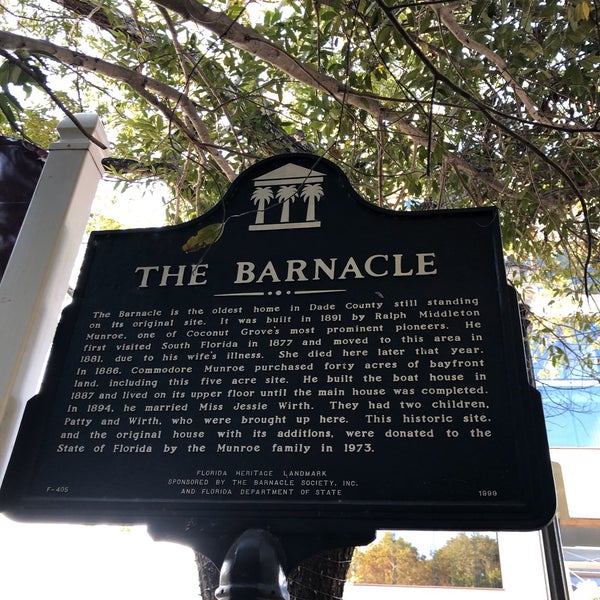 THE BARNACLE
The Barnacle is the oldest home in Dade County still standing
on its original site. It was built in 1891 by Ralph Middleton
Munroe, one of Coconut Grove's most prominent pioneers. He
first visited South Florida in 1877 and moved to this area in
1881, due to his wife's illness. She died here later that year.
In 1886, Commodore Munroe purchased forty acres of bayfront
land, including this five acre site. He built the boat house in
1887 and lived on its upper floor until the main house was completed.
In 1894, he married Miss Jessie Wirth. They had two children,
Patty and Wirth, who were brought up here. This historic site,
and the original house with its additions, were donated to the
State of Florida by the Munroe family in 1973.
FLORIDA HERITAGE LANDMARK
SPONSORED BY THE BARNACLE SOCIETY, INC.
F-405 AND FLORIDA DEPARTMENT OF STATE 1999